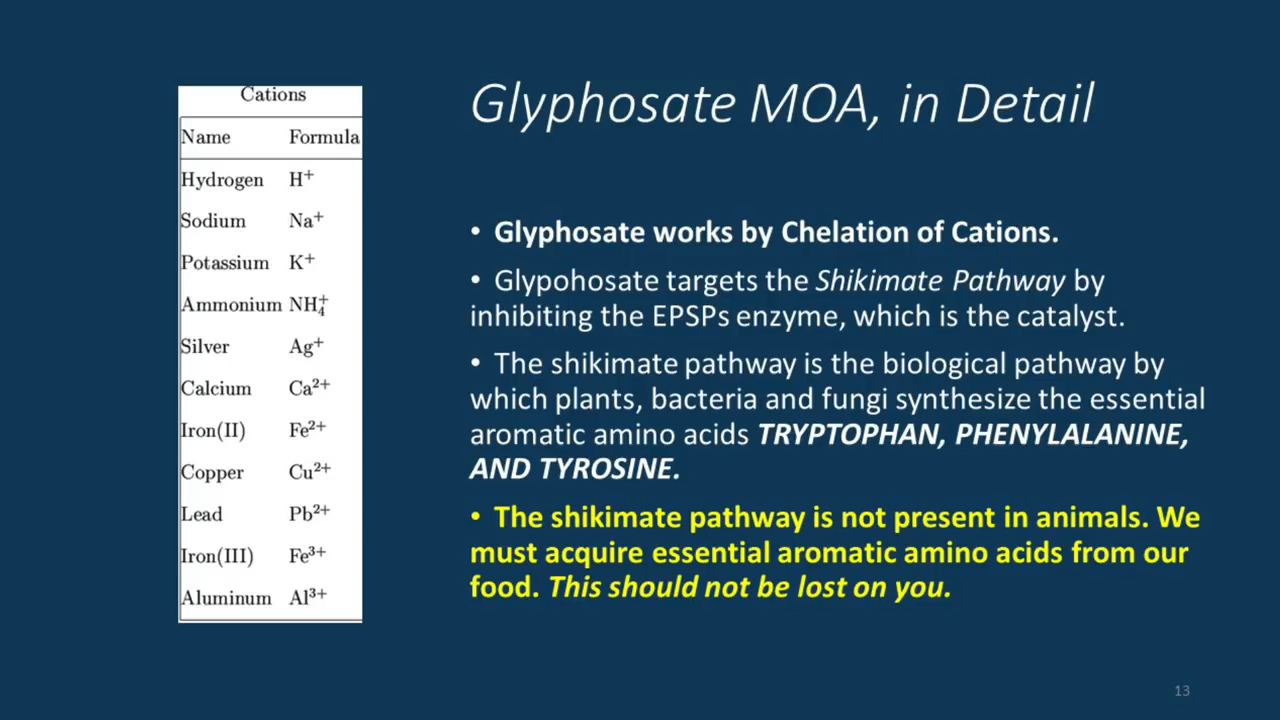 Cations
Name Formula
Hydrogen H⁺
Sodium Na⁺
Potassium K⁺
Ammonium NH₄⁺
Silver Ag⁺
Calcium Ca²⁺
Iron(II) Fe²⁺
Copper Cu²⁺
Lead Pb²⁺
Iron(III) Fe³⁺
Aluminum Al³⁺
Glyphosate MOA, in Detail
• Glyphosate works by Chelation of Cations.
• Glypohosate targets the Shikimate Pathway by
inhibiting the EPSPs enzyme, which is the catalyst.
• The shikimate pathway is the biological pathway by
which plants, bacteria and fungi synthesize the essential
aromatic amino acids TRYPTOPHAN, PHENYLALANINE,
AND TYROSINE.
• The shikimate pathway is not present in animals. We
must acquire essential aromatic amino acids from our
food. This should not be lost on you.
13